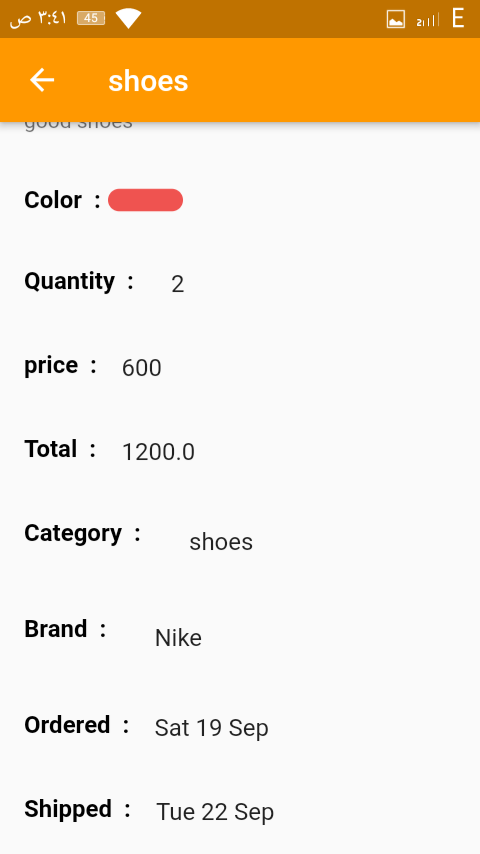 ٣:٤١ ص
45
2
E
shoes
good shoes
Color :
Quantity : 2
price : 600
Total : 1200.0
Category : shoes
Brand : Nike
Ordered : Sat 19 Sep
Shipped : Tue 22 Sep